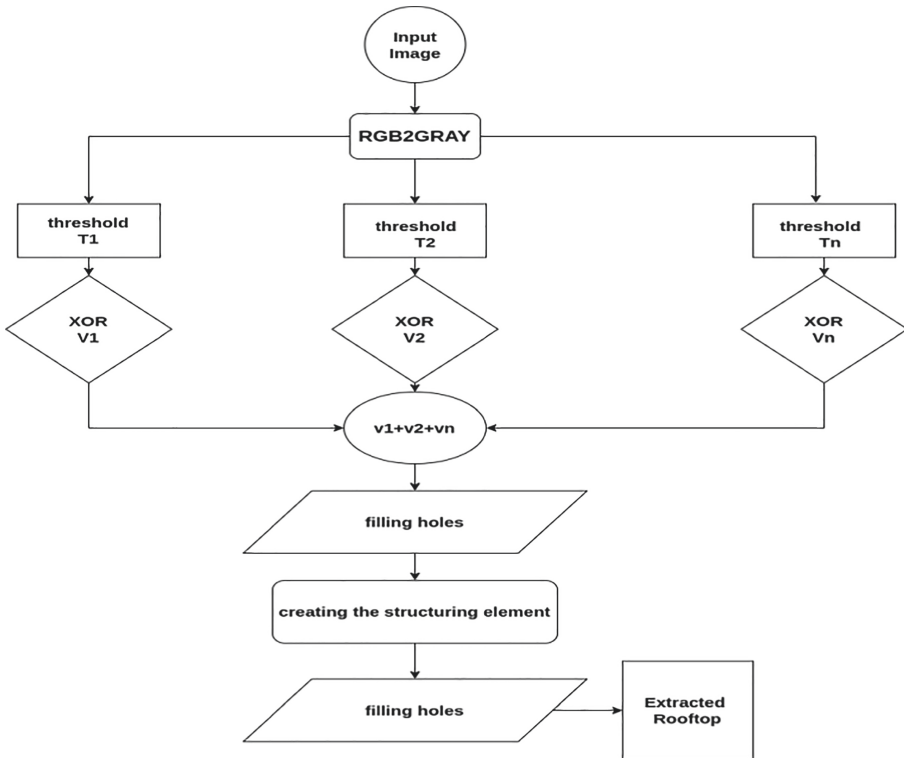 Input
Image
RGB2GRAY
threshold
T1
threshold
T2
threshold
Tn
XOR
V1
XOR
V2
XOR
Vn
v1+v2+vn
filling holes
creating the structuring element
filling holes
Extracted
Rooftop